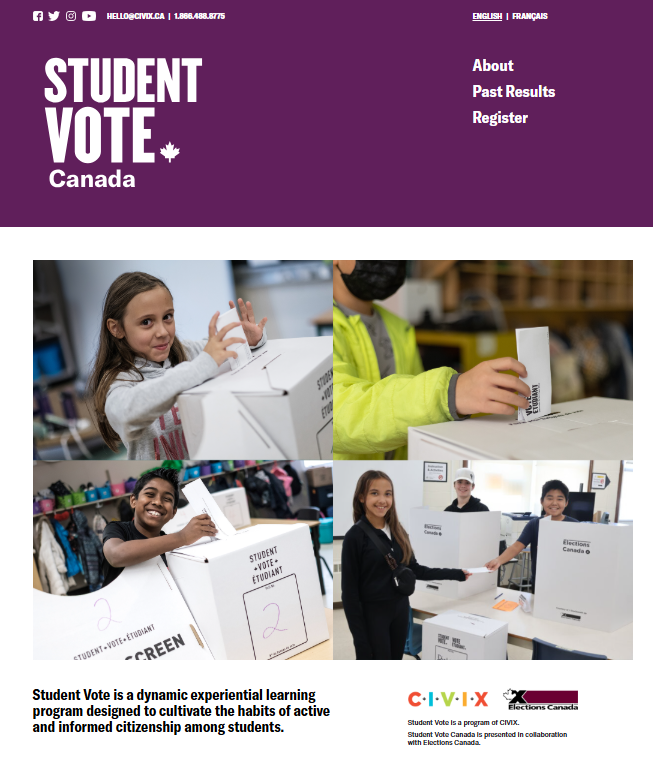 HELLO@CIVIX.CA | 1.866.488.8775
ENGLISH | FRANÇAIS
STUDENT
VOTE
Canada
About
Past Results
Register
VOTE
ÉTUDIANT
STUDENT
VOTE
ÉTUDIANT
2
2
STUDENT VOTE ÉTUDIANT
SCREEN
Elections
Canada
Elections
Canada
Student Vote is a dynamic experiential learning
program designed to cultivate the habits of active
and informed citizenship among students.
C·I·V·I·X
Elections Canada
Student Vote is a program of CIVIX.
Student Vote Canada is presented in collaboration
with Elections Canada.